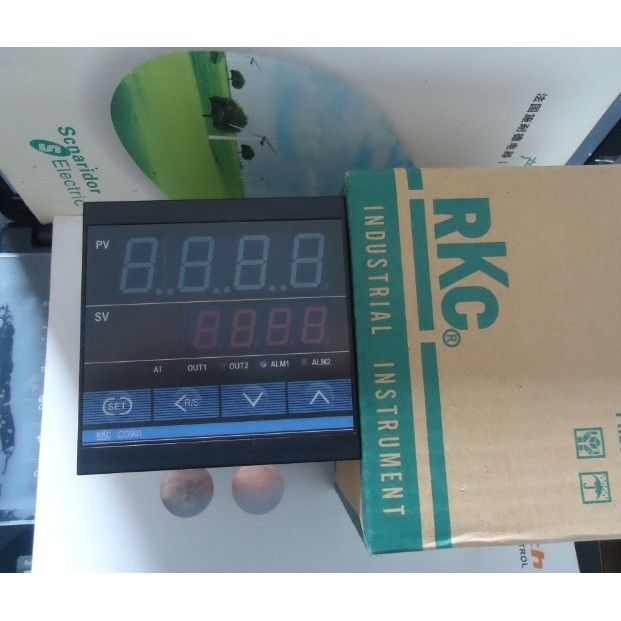 Scnaridor
S Electric
PV
8.8.8.8
SV
8888
AT OUT1 OUT2 ALM1 ALM2
SET
<R/S
RKC CD901
RKC®
INDUSTRIAL INSTRUMENT